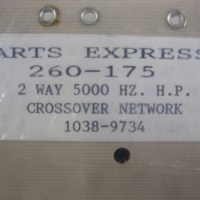 ARTS EXPRESS
260-175
2 WAY 5000 HZ. H.P.
CROSSOVER NETWORK
1038-9734